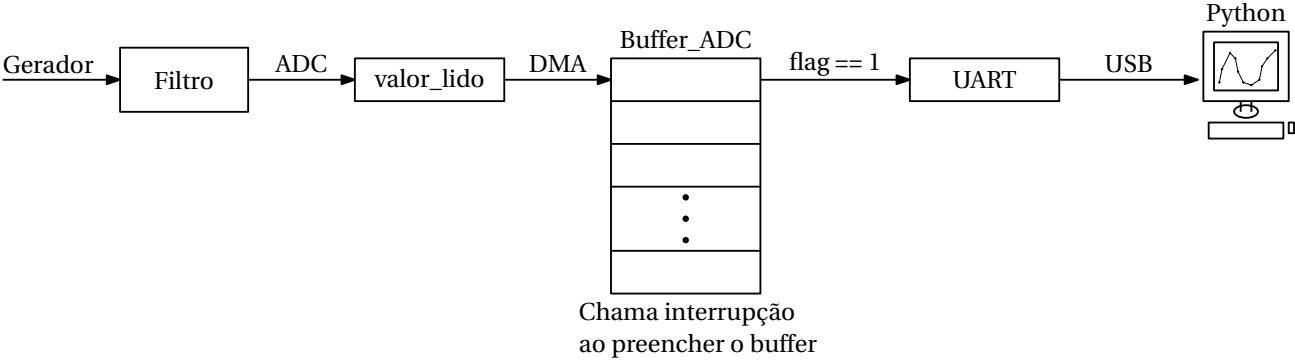 Python
Buffer_ADC
Gerador
Filtro
ADC
valor_lido
DMA
flag == 1
UART
USB
Chama interrupção
ao preencher o buffer